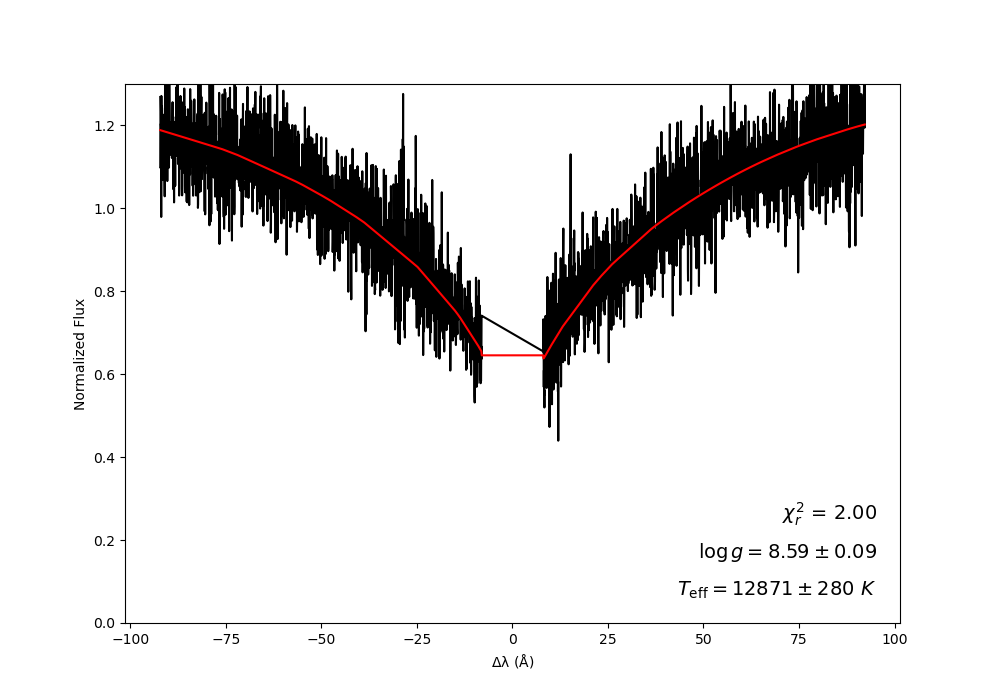 1.2
1.0
0.8
0.6
0.4
0.2
0.0
Normalized Flux
χ²ᵣ = 2.00
log g = 8.59 ± 0.09
T_eff = 12871 ± 280 K
−100 −75 −50 −25 0 25 50 75 100
Δλ (Å)